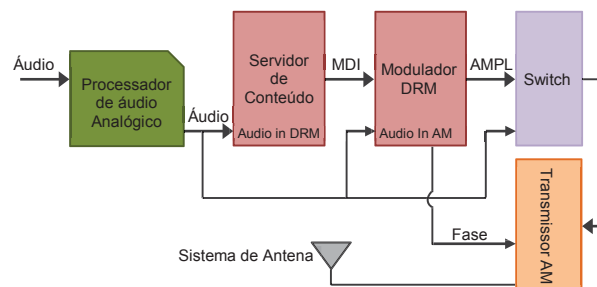 Áudio
Processador
de áudio
Analógico
Áudio
Servidor
de
Conteúdo
Audio in DRM
MDI
Modulador
DRM
Audio In AM
AMPL
Switch
Fase
Transmissor AM
Sistema de Antena